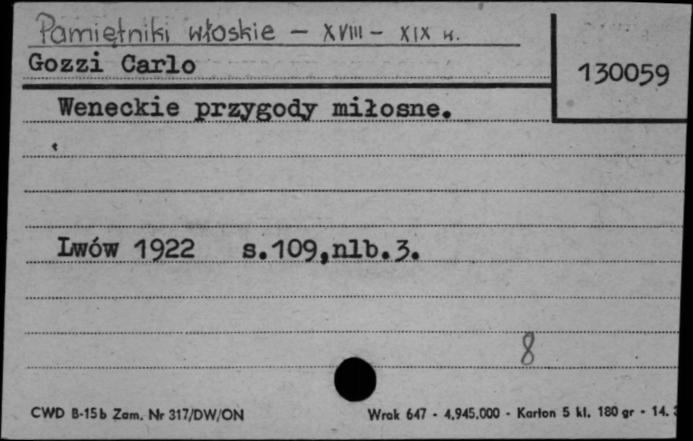 Pamiętniki włoskie – XVIII – XIX w.
Gozzi Carlo
130059
Weneckie przygody miłosne.
Lwów 1922 s.109,nlb.3.
8
CWD B-15b Zam. Nr 317/DW/ON
Wrak 647 - 4.945.000 - Karton 5 kl. 180 gr - 14.